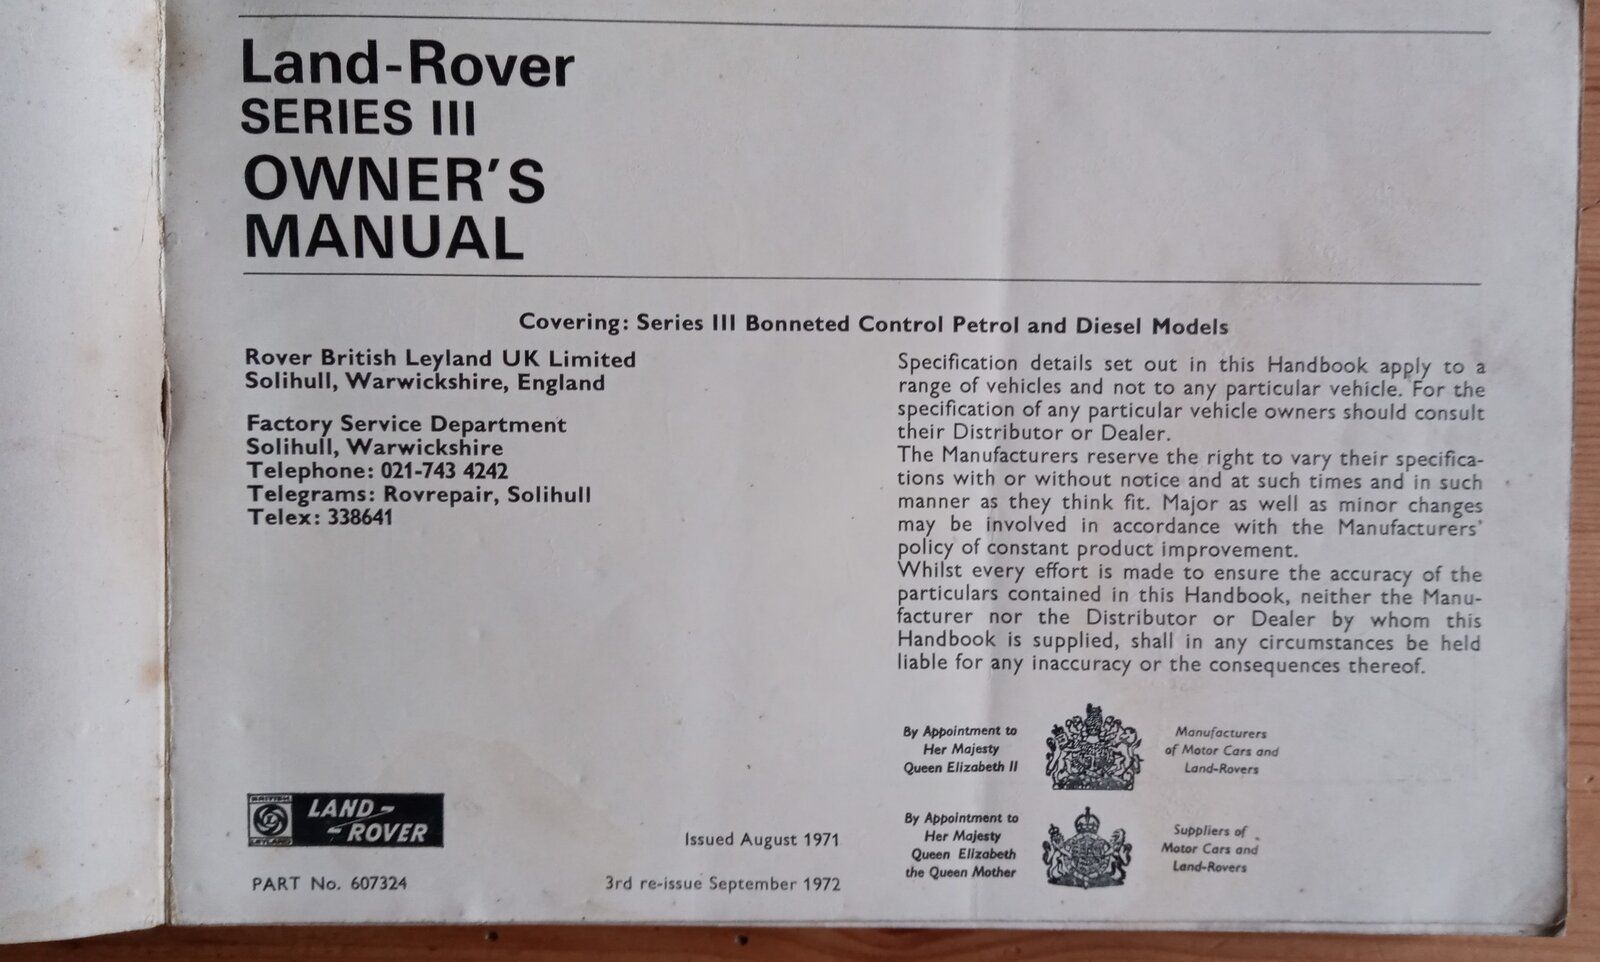 Land-Rover
SERIES III
OWNER'S
MANUAL
Covering: Series III Bonneted Control Petrol and Diesel Models
Rover British Leyland UK Limited
Solihull, Warwickshire, England
Factory Service Department
Solihull, Warwickshire
Telephone: 021-743 4242
Telegrams: Rovrepair, Solihull
Telex: 338641
Specification details set out in this Handbook apply to a
range of vehicles and not to any particular vehicle. For the
specification of any particular vehicle owners should consult
their Distributor or Dealer.
The Manufacturers reserve the right to vary their specifica-
tions with or without notice and at such times and in such
manner as they think fit. Major as well as minor changes
may be involved in accordance with the Manufacturers'
policy of constant product improvement.
Whilst every effort is made to ensure the accuracy of the
particulars contained in this Handbook, neither the Manu-
facturer nor the Distributor or Dealer by whom this
Handbook is supplied, shall in any circumstances be held
liable for any inaccuracy or the consequences thereof.
By Appointment to
Her Majesty
Queen Elizabeth II
Manufacturers
of Motor Cars and
Land-Rovers
By Appointment to
Her Majesty
Queen Elizabeth
the Queen Mother
Suppliers of
Motor Cars and
Land-Rovers
BRITISH
LEYLAND
LAND-
-ROVER
PART No. 607324
Issued August 1971
3rd re-issue September 1972